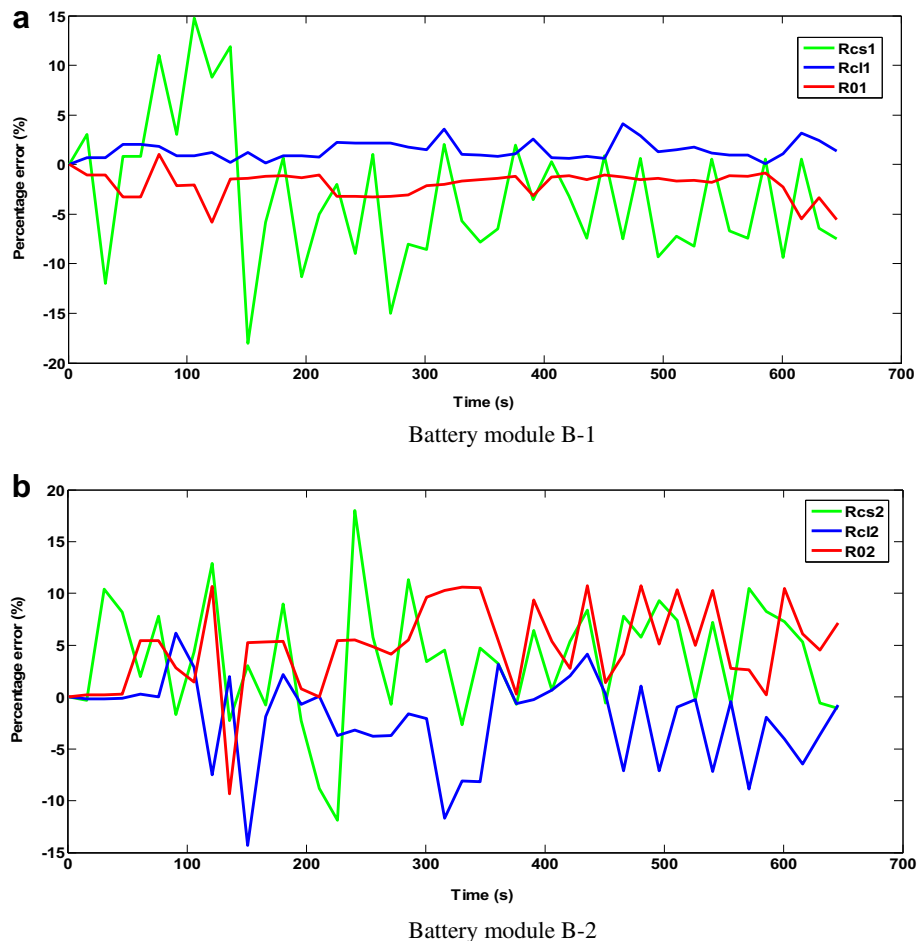 a
15
10
5
0
-5
-10
-15
-20
Percentage error (%)
Rcs1
Rcl1
R01
0 100 200 300 400 500 600 700
Time (s)
Battery module B-1
b
20
15
10
5
0
-5
-10
-15
Percentage error (%)
Rcs2
Rcl2
R02
0 100 200 300 400 500 600 700
Time (s)
Battery module B-2